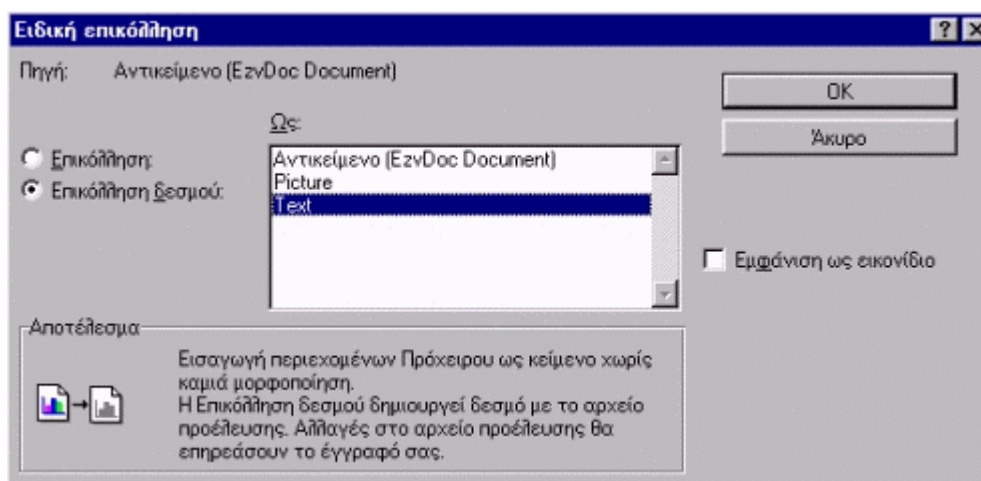 Ειδική επικόλληση
Πηγή: Αντικείμενο (EzvDoc Document)
OK
Ως:
Άκυρο
Επικόλληση:
Αντικείμενο (EzvDoc Document)
Επικόλληση δεσμού:
Picture
Text
Εμφάνιση ως εικονίδιο
Αποτέλεσμα
Εισαγωγή περιεχομένων Πρόχειρου ως κείμενο χωρίς
καμιά μορφοποίηση.
Η Επικόλληση δεσμού δημιουργεί δεσμό με το αρχείο
προέλευσης. Αλλαγές στο αρχείο προέλευσης θα
επηρεάσουν το έγγραφό σας.